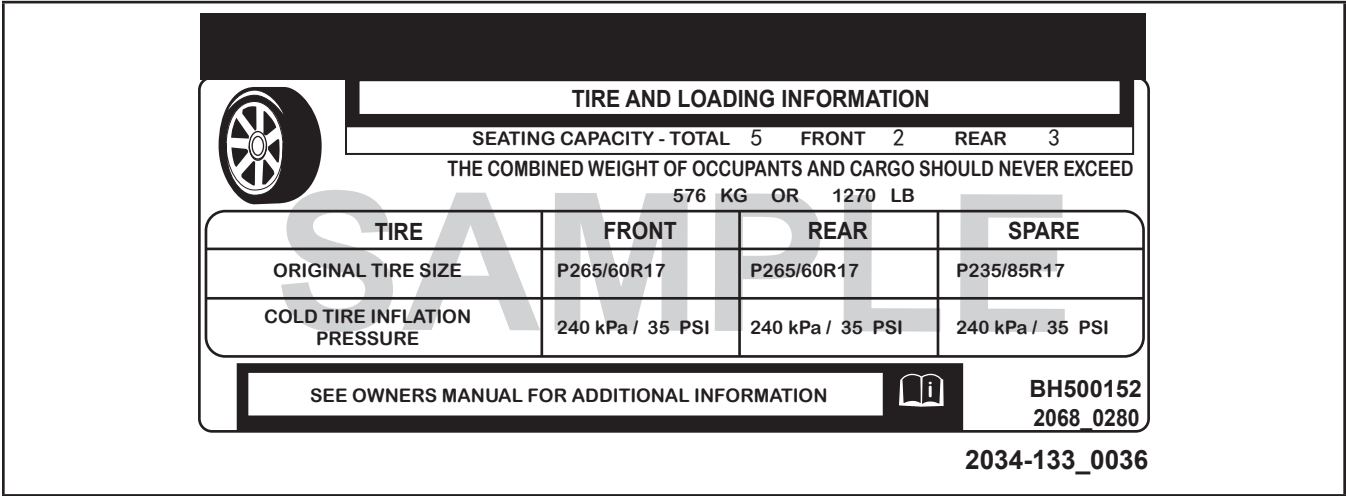 TIRE AND LOADING INFORMATION
SEATING CAPACITY - TOTAL 5 FRONT 2 REAR 3
THE COMBINED WEIGHT OF OCCUPANTS AND CARGO SHOULD NEVER EXCEED
576 KG OR 1270 LB
SAMPLE
TIRE FRONT REAR SPARE
ORIGINAL TIRE SIZE P265/60R17 P265/60R17 P235/85R17
COLD TIRE INFLATION
PRESSURE 240 kPa / 35 PSI 240 kPa / 35 PSI 240 kPa / 35 PSI
SEE OWNERS MANUAL FOR ADDITIONAL INFORMATION i
BH500152
2068_0280
2034-133_0036